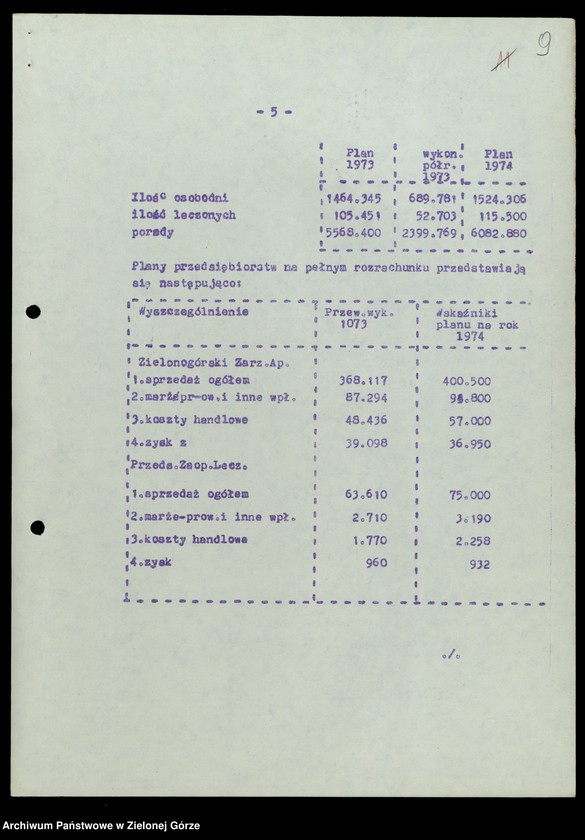 11 9
- 5 -
Plan wykon. Plan
1973 półr. 1974
1973
Ilość osobodni 1464.345 689.781 1524.306
ilość leczonych 105.451 52.703 115.500
porady 5568.400 2399.769 6082.880
Plany przedsiębiorstw na pełnym rozrachunku przedstawiają
się następująco:
Wyszczególnienie Przew.wyk. Wskaźniki
1073 planu na rok
1974
Zielonogórski Zarz.Ap.
1.sprzedaż ogółem 368.117 400.500
2.marże pr-ow.i inne wpł. 87.294
3.koszty handlowe 48.436 57.000
4.zysk z 39.098 36.950
Przeds.Zaop.Lecz.
1.sprzedaż ogółem 63.610 75.000
2.marże-prow.i inne wpł. 2.710 3.190
3.koszty handlowe 1.770 2.258
4.zysk 960 932
./.
Archiwum Państwowe w Zielonej Górze